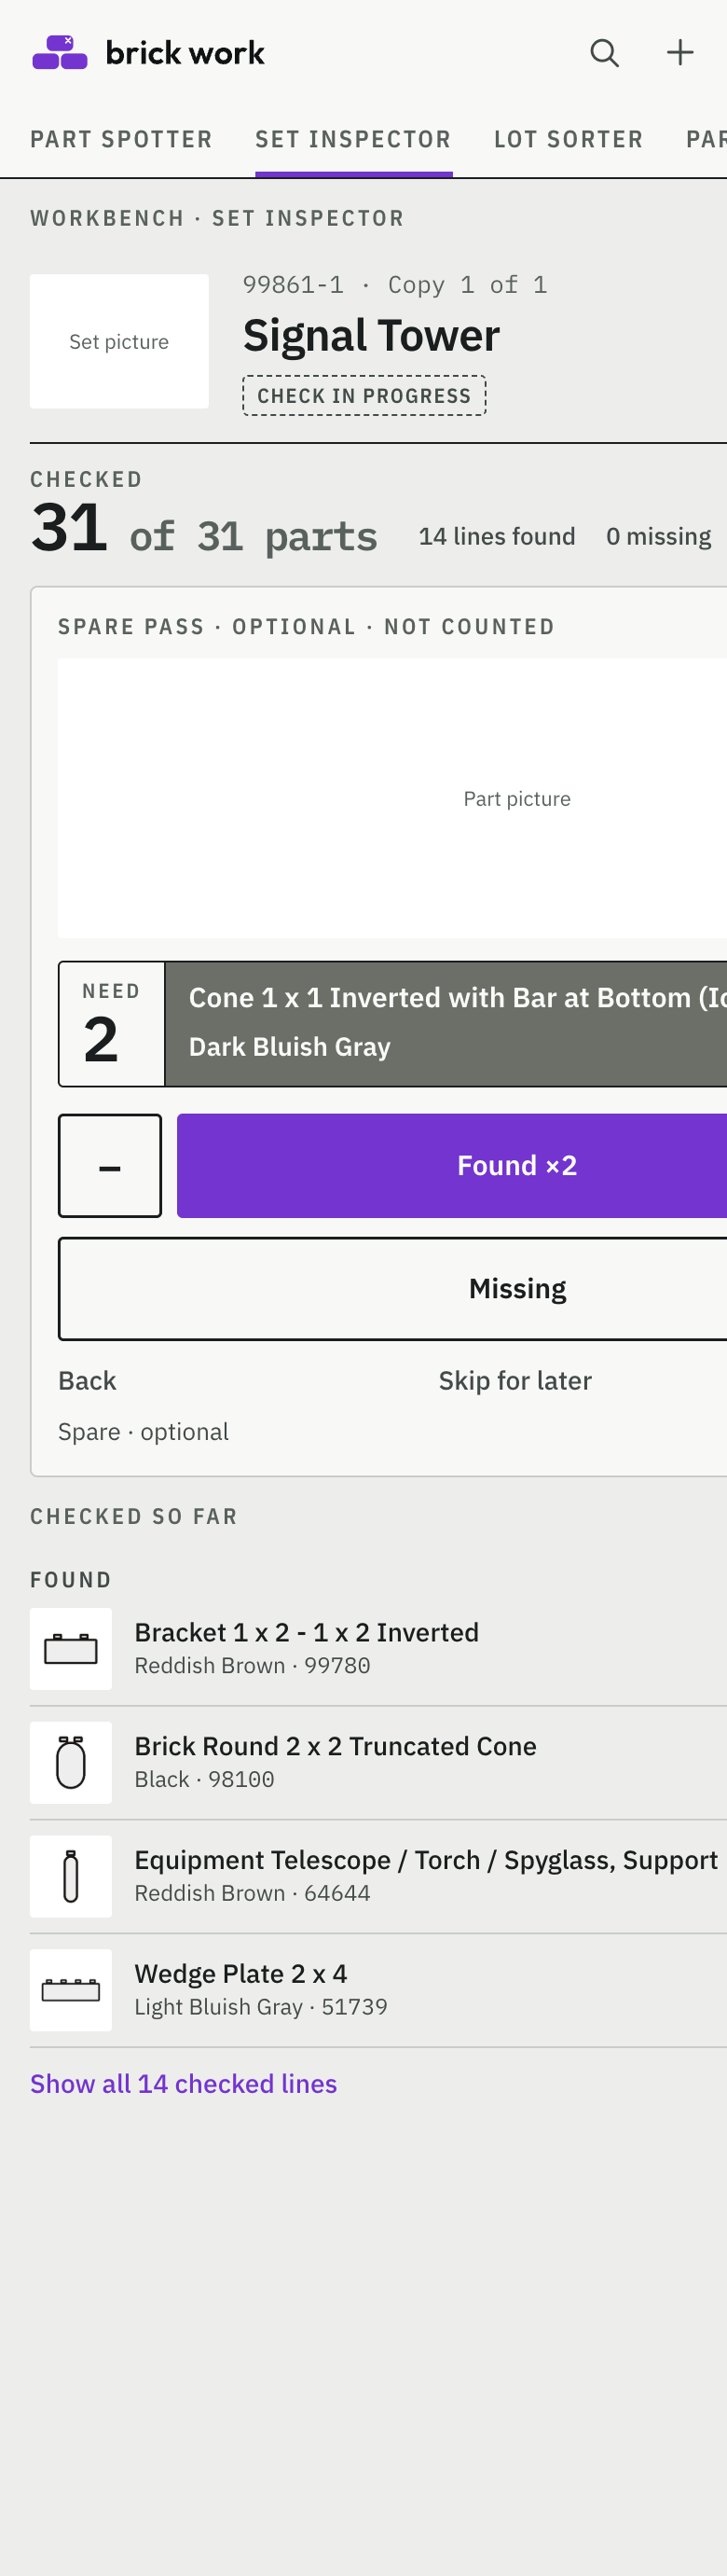 brick work
PART SPOTTER SET INSPECTOR LOT SORTER PAR
WORKBENCH · SET INSPECTOR
Set picture
99861-1 · Copy 1 of 1
Signal Tower
CHECK IN PROGRESS
CHECKED
31 of 31 parts 14 lines found 0 missing
SPARE PASS · OPTIONAL · NOT COUNTED
Part picture
NEED
2
Cone 1 x 1 Inverted with Bar at Bottom (Ic
Dark Bluish Gray
– Found ×2
Missing
Back Skip for later
Spare · optional
CHECKED SO FAR
FOUND
Bracket 1 x 2 - 1 x 2 Inverted
Reddish Brown · 99780
Brick Round 2 x 2 Truncated Cone
Black · 98100
Equipment Telescope / Torch / Spyglass, Support
Reddish Brown · 64644
Wedge Plate 2 x 4
Light Bluish Gray · 51739
Show all 14 checked lines